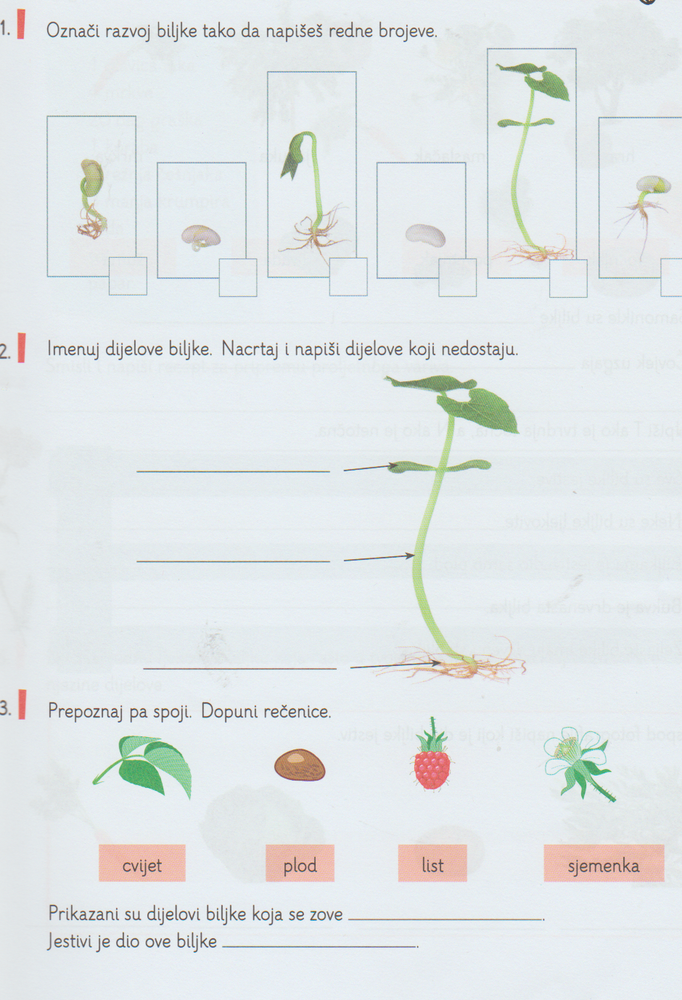 1. Označi razvoj biljke tako da napišeš redne brojeve.
2. Imenuj dijelove biljke. Nacrtaj i napiši dijelove koji nedostaju.
3. Prepoznaj pa spoji. Dopuni rečenice.
cvijet plod list sjemenka
Prikazani su dijelovi biljke koja se zove ______.
Jestivi je dio ove biljke ______.